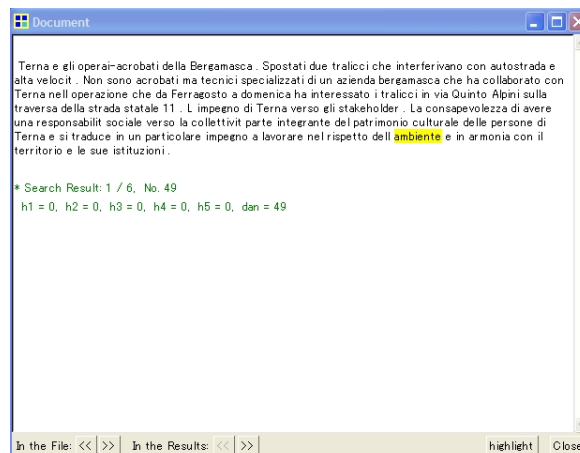 Document
Terna e gli operai-acrobati della Bergamasca . Spostati due tralicci che interferivano con autostrada e
alta velocit . Non sono acrobati ma tecnici specializzati di un azienda bergamasca che ha collaborato con
Terna nell operazione che da Ferragosto a domenica ha interessato i tralicci in via Quinto Alpini sulla
traversa della strada statale 11 . L impegno di Terna verso gli stakeholder . La consapevolezza di avere
una responsabilit sociale verso la collettivit parte integrante del patrimonio culturale delle persone di
Terna e si traduce in un particolare impegno a lavorare nel rispetto dell ambiente e in armonia con il
territorio e le sue istituzioni .
* Search Result: 1 / 6, No. 49
h1 = 0, h2 = 0, h3 = 0, h4 = 0, h5 = 0, dan = 49
In the File: << >> In the Results: << >> highlight Close